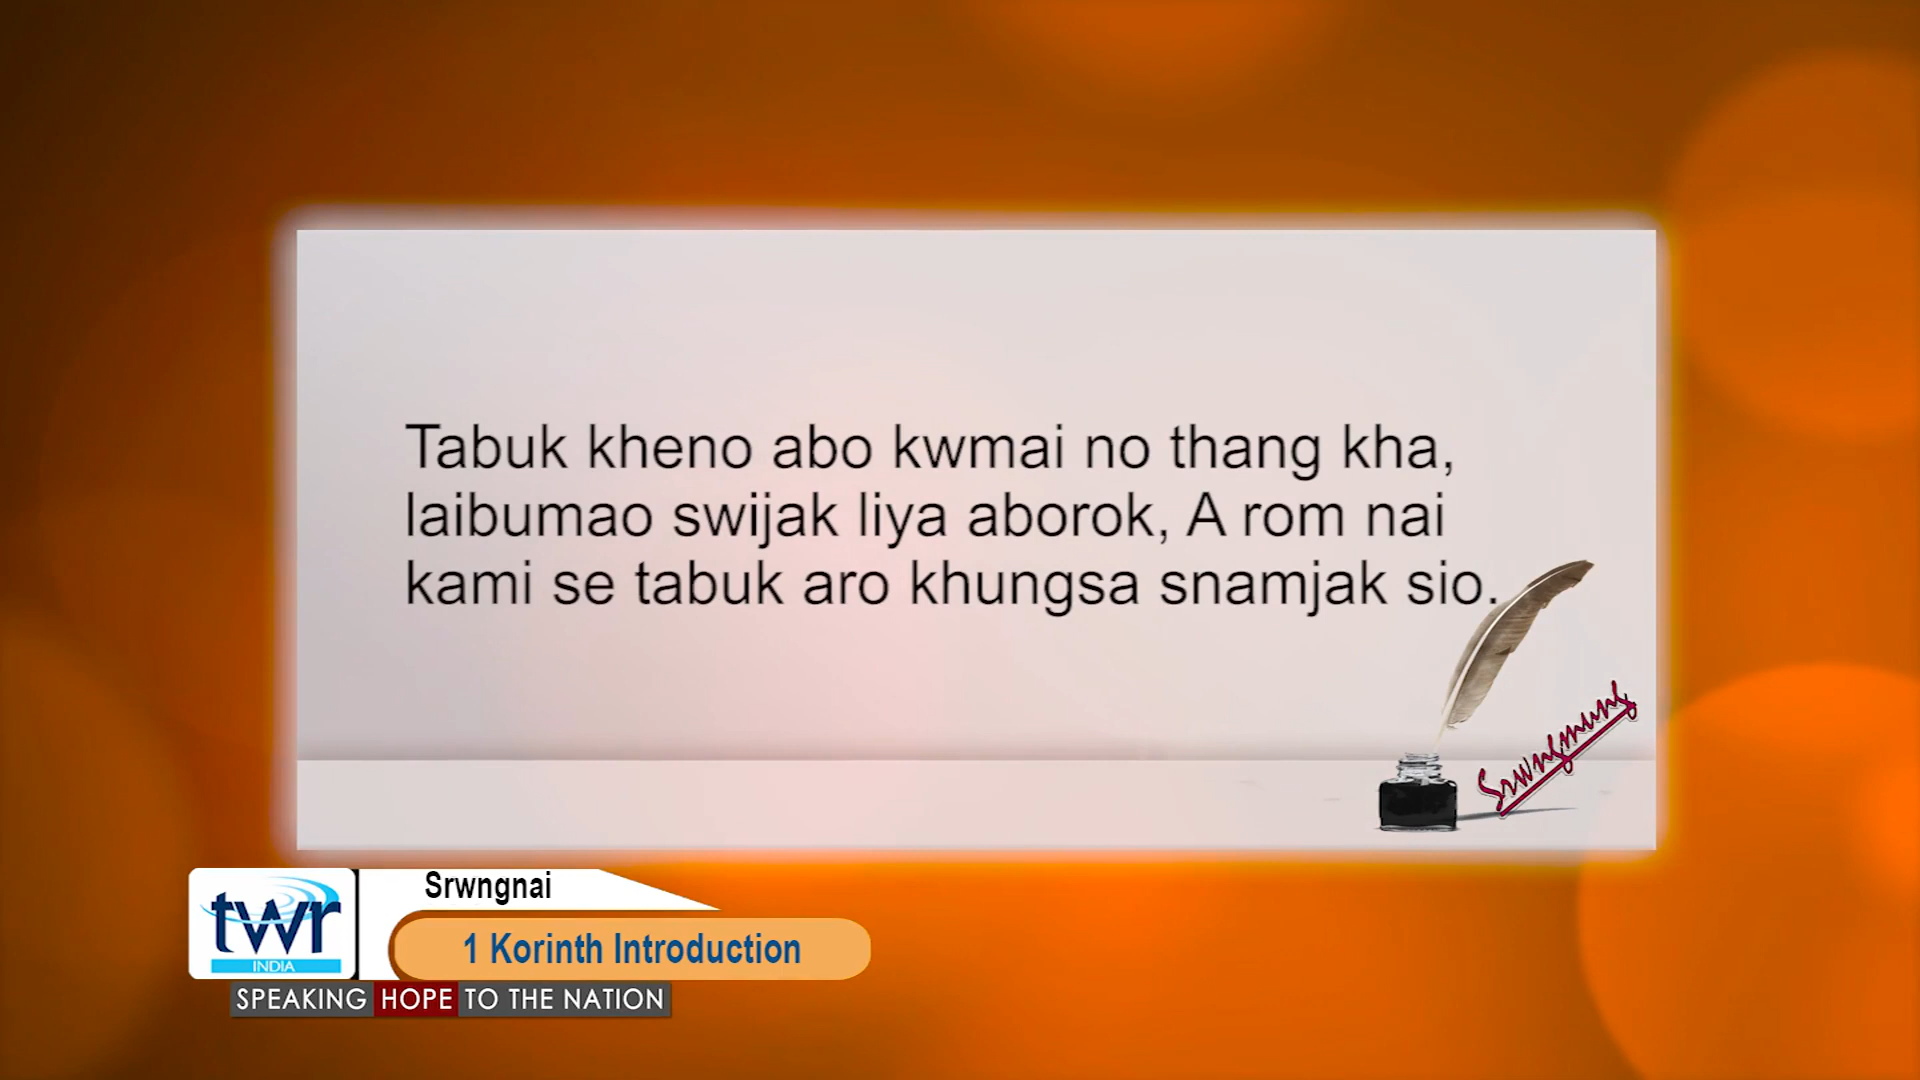 Tabuk kheno abo kwmai no thang kha,
laibumao swijak liya aborok, A rom nai
kami se tabuk aro khungsa snamjak sio.
Srwngmung
twr
INDIA
Srwngnai
1 Korinth Introduction
SPEAKING HOPE TO THE NATION